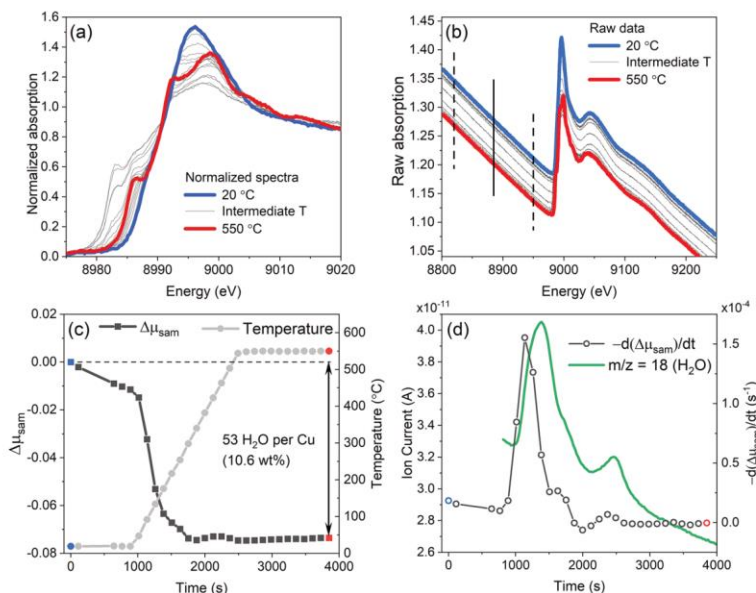 (a)
1.6
1.4
1.2
1.0
0.8
0.6
0.4
0.2
0.0
Normalized absorption
Normalized spectra
20 °C
Intermediate T
550 °C
8980
8990
9000
9010
9020
Energy (eV)
(b)
1.45
1.40
1.35
1.30
1.25
1.20
1.15
1.10
1.05
Raw absorption
Raw data
20 °C
Intermediate T
550 °C
8800
8900
9000
9100
9200
Energy (eV)
(c)
0.02
0.00
-0.02
-0.04
-0.06
-0.08
Δμsam
Δμsam
Temperature
600
550
500
450
400
350
300
250
200
150
100
50
0
Temperature (°C)
53 H2O per Cu
(10.6 wt%)
0
1000
2000
3000
4000
Time (s)
(d)
x10-11
4.0
3.8
3.6
3.4
3.2
3.0
2.8
2.6
Ion Current (A)
−d(Δμsam)/dt
m/z = 18 (H2O)
x10-4
1.5
1.0
0.5
0.0
−d(Δμsam)/dt (s-1)
0
1000
2000
3000
4000
Time (s)